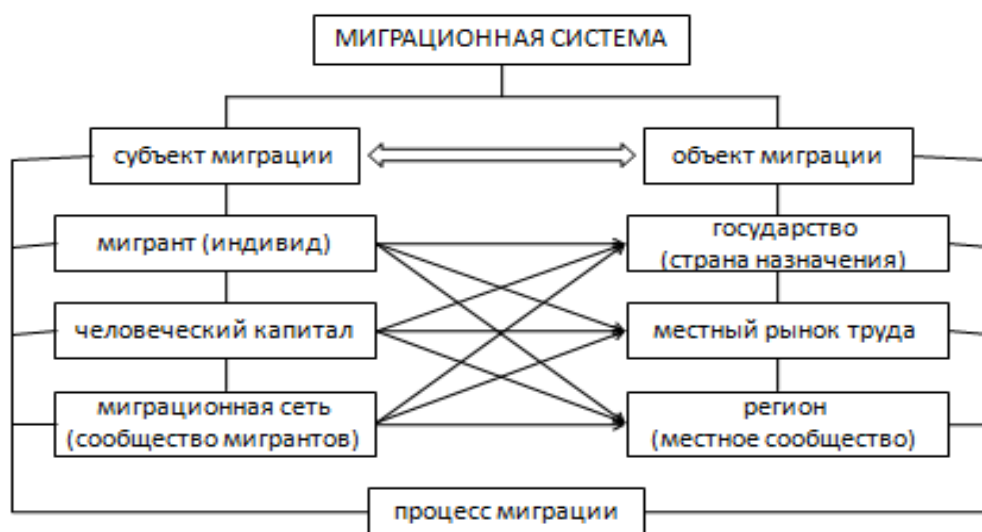 МИГРАЦИОННАЯ СИСТЕМА
субъект миграции
объект миграции
мигрант (индивид)
государство
(страна назначения)
человеческий капитал
местный рынок труда
миграционная сеть
(сообщество мигрантов)
регион
(местное сообщество)
процесс миграции